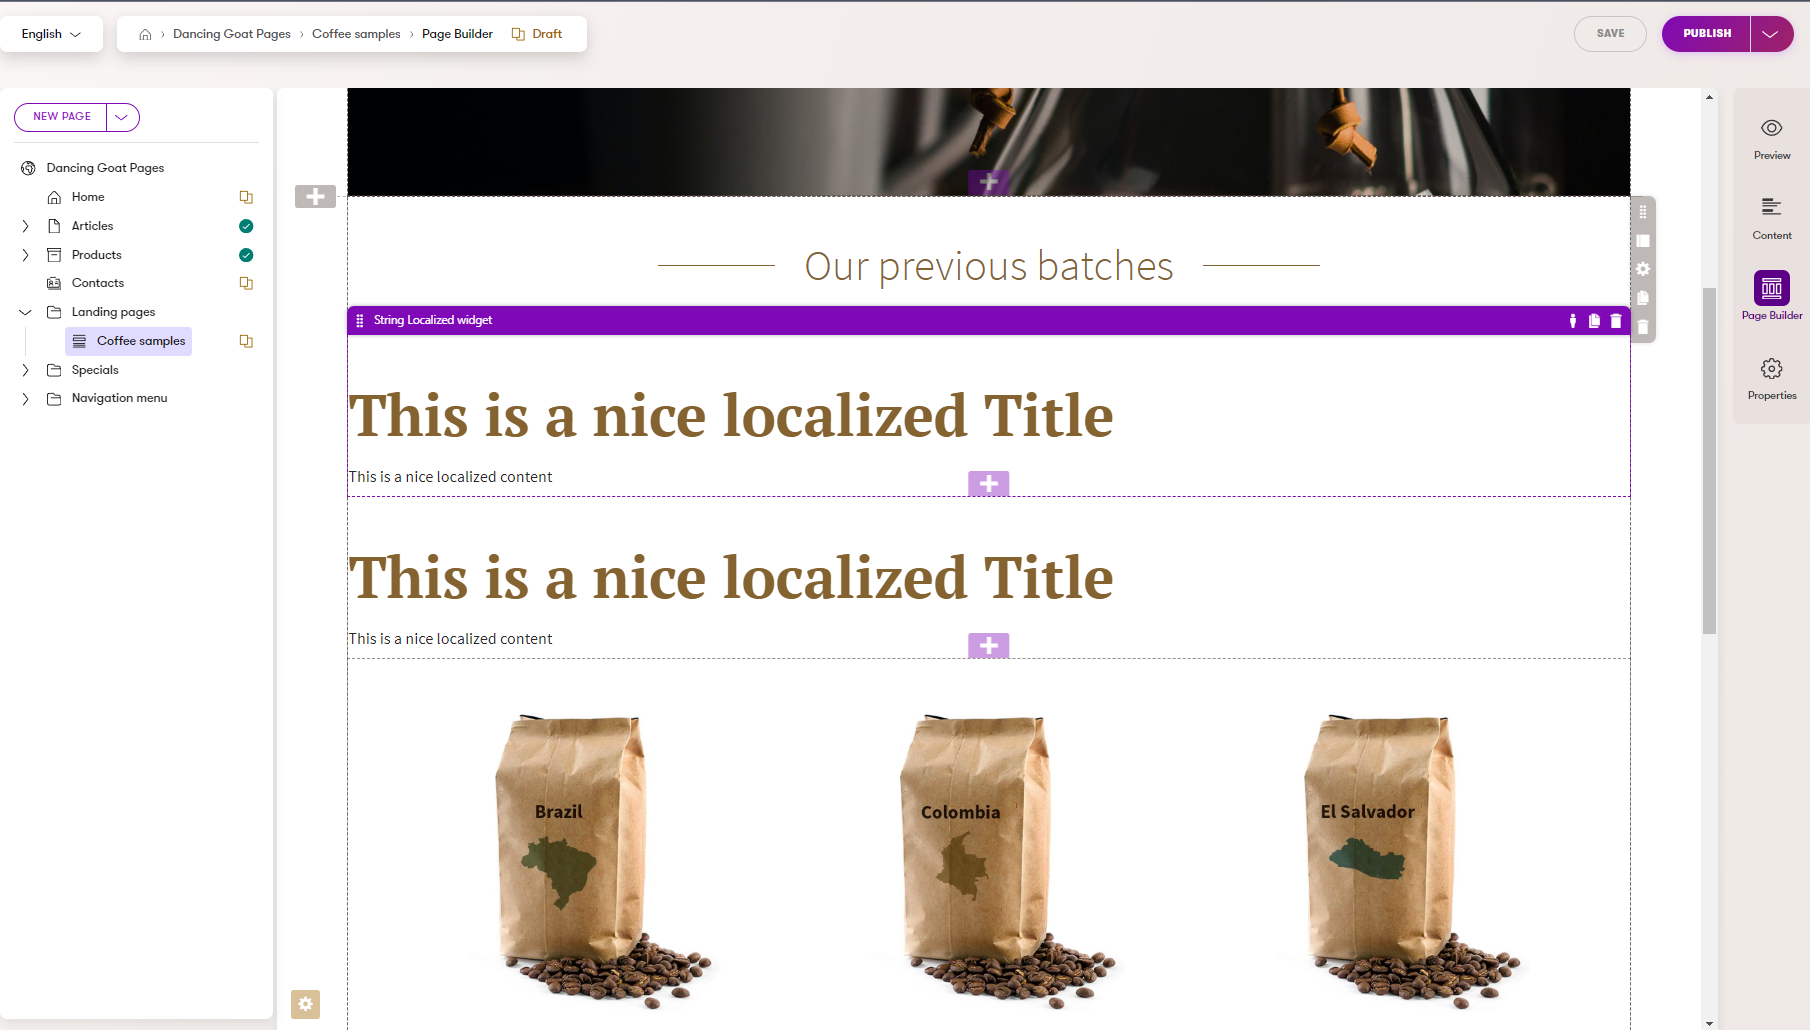 English
Dancing Goat Pages › Coffee samples › Page Builder Draft
SAVE
PUBLISH
NEW PAGE
Dancing Goat Pages
Home
Articles
Products
Contacts
Landing pages
Coffee samples
Specials
Navigation menu
Our previous batches
String Localized widget
This is a nice localized Title
This is a nice localized content
This is a nice localized Title
This is a nice localized content
Brazil
Colombia
El Salvador
Preview
Content
Page Builder
Properties